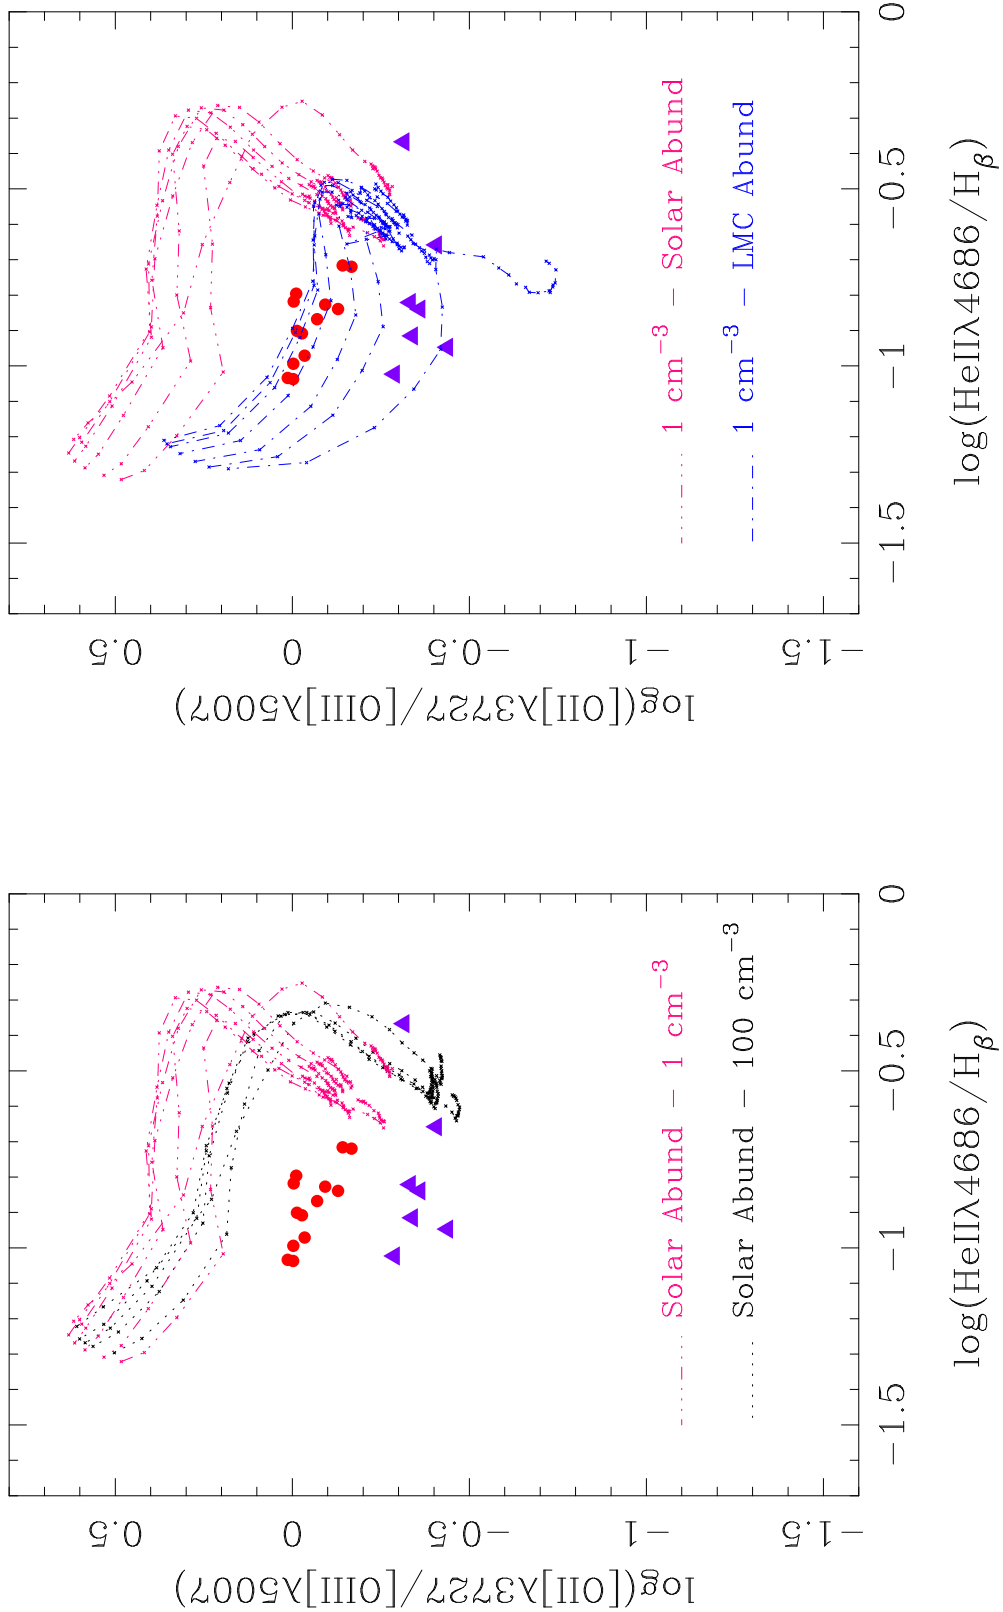 log([OII]λ3727/[OIII]λ5007)
0.5
0
−0.5
−1
−1.5
Solar Abund − 1 cm⁻³
Solar Abund − 100 cm⁻³
−1.5
−1
−0.5
0
log(HeIIλ4686/Hβ)
log([OII]λ3727/[OIII]λ5007)
0.5
0
−0.5
−1
−1.5
1 cm⁻³ − Solar Abund
1 cm⁻³ − LMC Abund
−1.5
−1
−0.5
0
log(HeIIλ4686/Hβ)